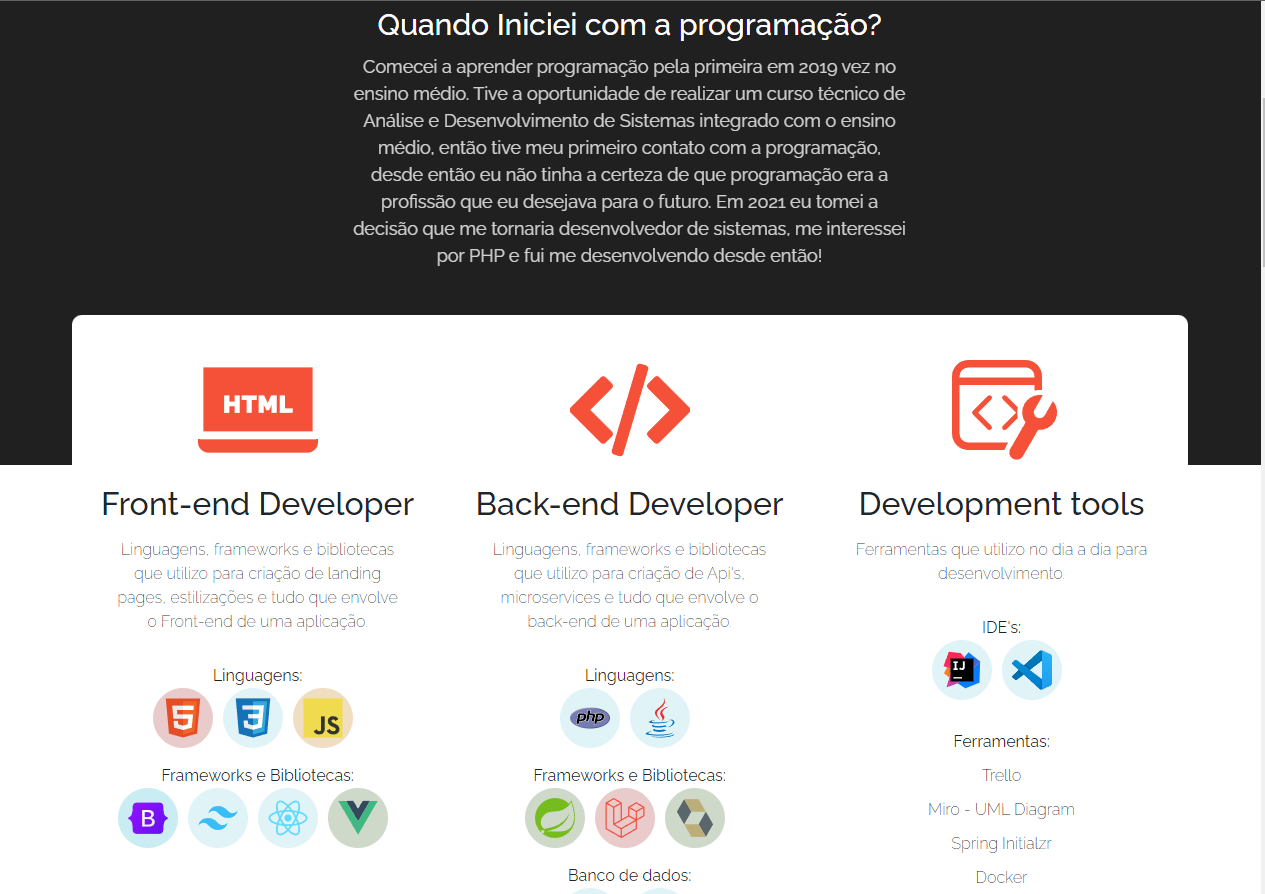 Quando Iniciei com a programação?
Comecei a aprender programação pela primeira em 2019 vez no
ensino médio. Tive a oportunidade de realizar um curso técnico de
Análise e Desenvolvimento de Sistemas integrado com o ensino
médio, então tive meu primeiro contato com a programação,
desde então eu não tinha a certeza de que programação era a
profissão que eu desejava para o futuro. Em 2021 eu tomei a
decisão que me tornaria desenvolvedor de sistemas, me interessei
por PHP e fui me desenvolvendo desde então!
HTML
Front-end Developer
Linguagens, frameworks e bibliotecas
que utilizo para criação de landing
pages, estilizações e tudo que envolve
o Front-end de uma aplicação.
Linguagens:
JS
Frameworks e Bibliotecas:
B
Back-end Developer
Linguagens, frameworks e bibliotecas
que utilizo para criação de Api's,
microservices e tudo que envolve o
back-end de uma aplicação.
Linguagens:
php
Frameworks e Bibliotecas:
Banco de dados:
Development tools
Ferramentas que utilizo no dia a dia para
desenvolvimento.
IDE's:
IJ
Ferramentas:
Trello
Miro - UML Diagram
Spring Initialzr
Docker